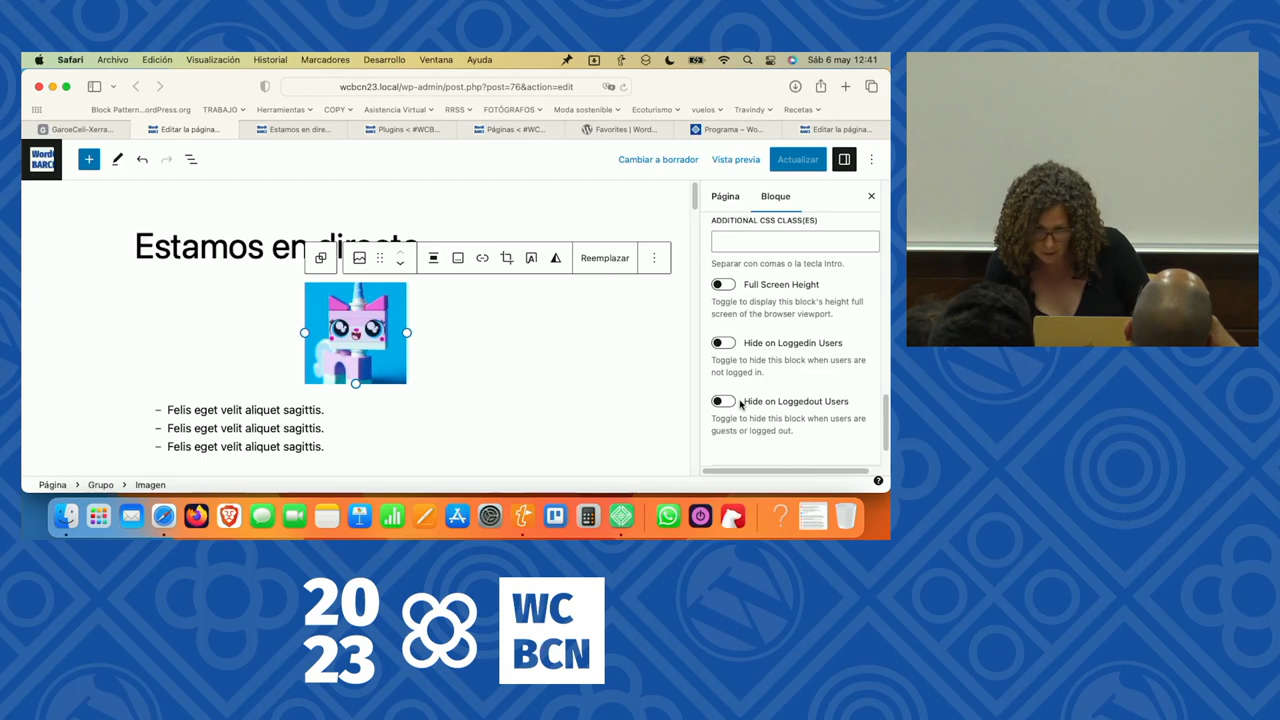 Safari Archivo Edición Visualización Historial Marcadores Desarrollo Ventana Ayuda
Sáb 6 may 12:41
wcbcn23.local/wp-admin/post.php?post=76&action=edit
Block Pattern...ordPress.org TRABAJO Herramientas COPY Asistencia Virtual RRSS FOTÓGRAFOS Moda sostenible Ecoturismo vuelos Travindy Recetas
GaroeCeli-Xerra... Editar la página... Estamos en dire... Plugins < #WCB... Páginas < #WC... Favorites | Word... Programa – Wo... Editar la página...
Word
BARC
Cambiar a borrador Vista previa Actualizar
Página Bloque
Estamos en directo
Reemplazar
ADDITIONAL CSS CLASS(ES)
Separar con comas o la tecla Intro.
Full Screen Height
Toggle to display this block's height full
screen of the browser viewport.
Hide on Loggedin Users
Toggle to hide this block when users are
not logged in.
Hide on Loggedout Users
Toggle to hide this block when users are
guests or logged out.
– Felis eget velit aliquet sagittis.
– Felis eget velit aliquet sagittis.
– Felis eget velit aliquet sagittis.
Página > Grupo > Imagen
20
23
WC
BCN